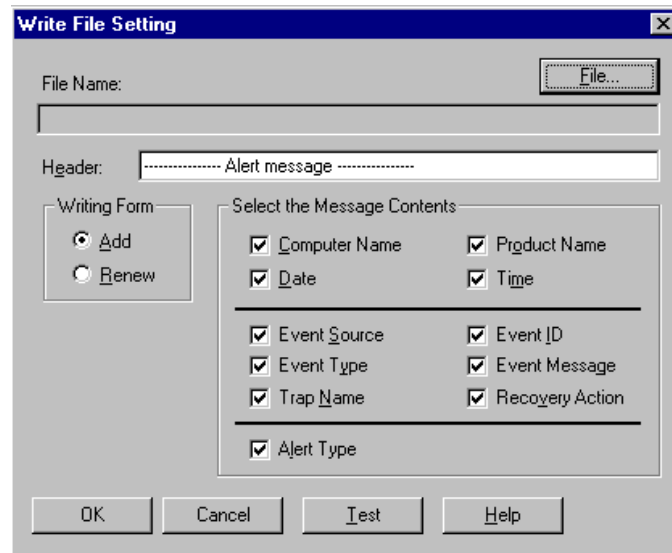 Write File Setting
File...
File Name:
Header: --------------- Alert message ---------------
Writing Form
Add
Renew
Select the Message Contents
Computer Name Product Name
Date Time
Event Source Event ID
Event Type Event Message
Trap Name Recovery Action
Alert Type
OK Cancel Test Help